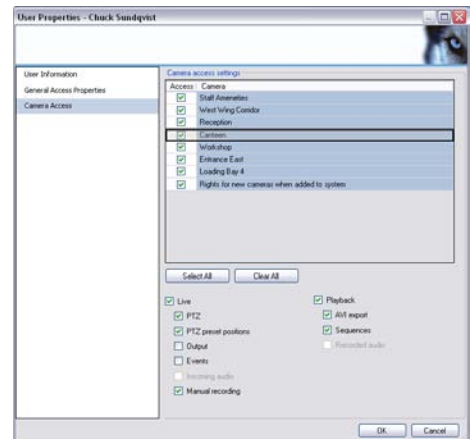 User Properties - Chuck Sundqvist
User Information
General Access Properties
Camera Access
Camera access settings
Access Camera
Staff Ameneties
West Wing Corridor
Reception
Canteen
Workshop
Entrance East
Loading Bay 4
Rights for new cameras when added to system
Select All Clear All
Live Playback
PTZ AVI export
PTZ preset positions Sequences
Output Recorded audio
Events
Incoming audio
Manual recording
OK Cancel